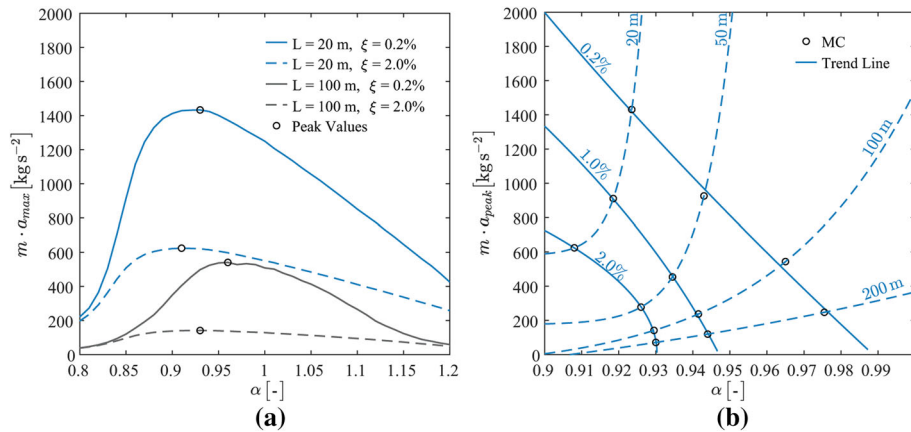 2000
1800
1600
1400
1200
1000
800
600
400
200
0
m · a_max [kg s⁻²]
L = 20 m, ξ = 0.2%
L = 20 m, ξ = 2.0%
L = 100 m, ξ = 0.2%
L = 100 m, ξ = 2.0%
Peak Values
0.8 0.85 0.9 0.95 1 1.05 1.1 1.15 1.2
α [-]
(a)
2000
1800
1600
1400
1200
1000
800
600
400
200
0
m · a_peak [kg s⁻²]
0.2%
20 m
50 m
MC
Trend Line
1.0%
100 m
2.0%
200 m
0.9 0.91 0.92 0.93 0.94 0.95 0.96 0.97 0.98 0.99
α [-]
(b)